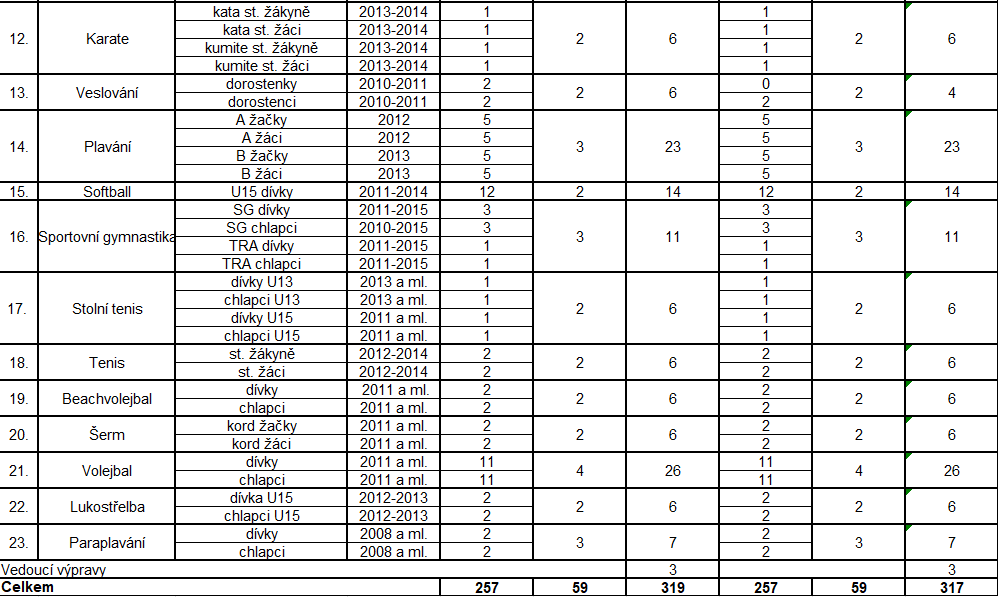 kata st. žákyně 2013-2014 1 1
12. Karate kata st. žáci 2013-2014 1 2 6 1 2 6
kumite st. žákyně 2013-2014 1 1
kumite st. žáci 2013-2014 1 1
13. Veslování dorostenky 2010-2011 2 2 6 0 2 4
dorostenci 2010-2011 2 2
A žačky 2012 5 5
14. Plavání A žáci 2012 5 3 23 5 3 23
B žačky 2013 5 5
B žáci 2013 5 5
15. Softball U15 dívky 2011-2014 12 2 14 12 2 14
SG dívky 2011-2015 3 3
16. Sportovní gymnastika SG chlapci 2010-2015 3 3 11 3 3 11
TRA dívky 2011-2015 1 1
TRA chlapci 2011-2015 1 1
dívky U13 2013 a ml. 1 1
17. Stolní tenis chlapci U13 2013 a ml. 1 2 6 1 2 6
dívky U15 2011 a ml. 1 1
chlapci U15 2011 a ml. 1 1
18. Tenis st. žákyně 2012-2014 2 2 6 2 2 6
st. žáci 2012-2014 2 2
19. Beachvolejbal dívky 2011 a ml. 2 2 6 2 2 6
chlapci 2011 a ml. 2 2
20. Šerm kord žačky 2011 a ml. 2 2 6 2 2 6
kord žáci 2011 a ml. 2 2
21. Volejbal dívky 2011 a ml. 11 4 26 11 4 26
chlapci 2011 a ml. 11 11
22. Lukostřelba dívka U15 2012-2013 2 2 6 2 2 6
chlapci U15 2012-2013 2 2
23. Paraplavání dívky 2008 a ml. 2 3 7 2 3 7
chlapci 2008 a ml. 2 2
Vedoucí výpravy 3 3
Celkem 257 59 319 257 59 317